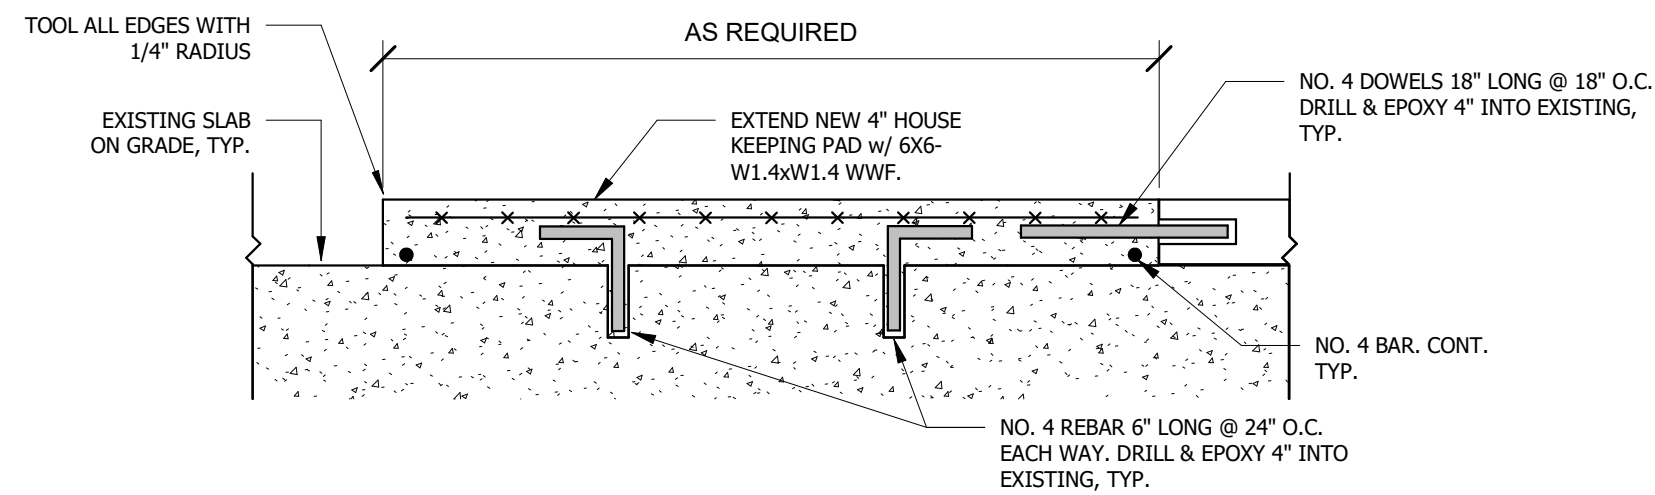 TOOL ALL EDGES WITH
1/4" RADIUS
AS REQUIRED
NO. 4 DOWELS 18" LONG @ 18" O.C.
DRILL & EPOXY 4" INTO EXISTING,
TYP.
EXISTING SLAB
ON GRADE, TYP.
EXTEND NEW 4" HOUSE
KEEPING PAD w/ 6X6-
W1.4xW1.4 WWF.
NO. 4 BAR. CONT.
TYP.
NO. 4 REBAR 6" LONG @ 24" O.C.
EACH WAY. DRILL & EPOXY 4" INTO
EXISTING, TYP.